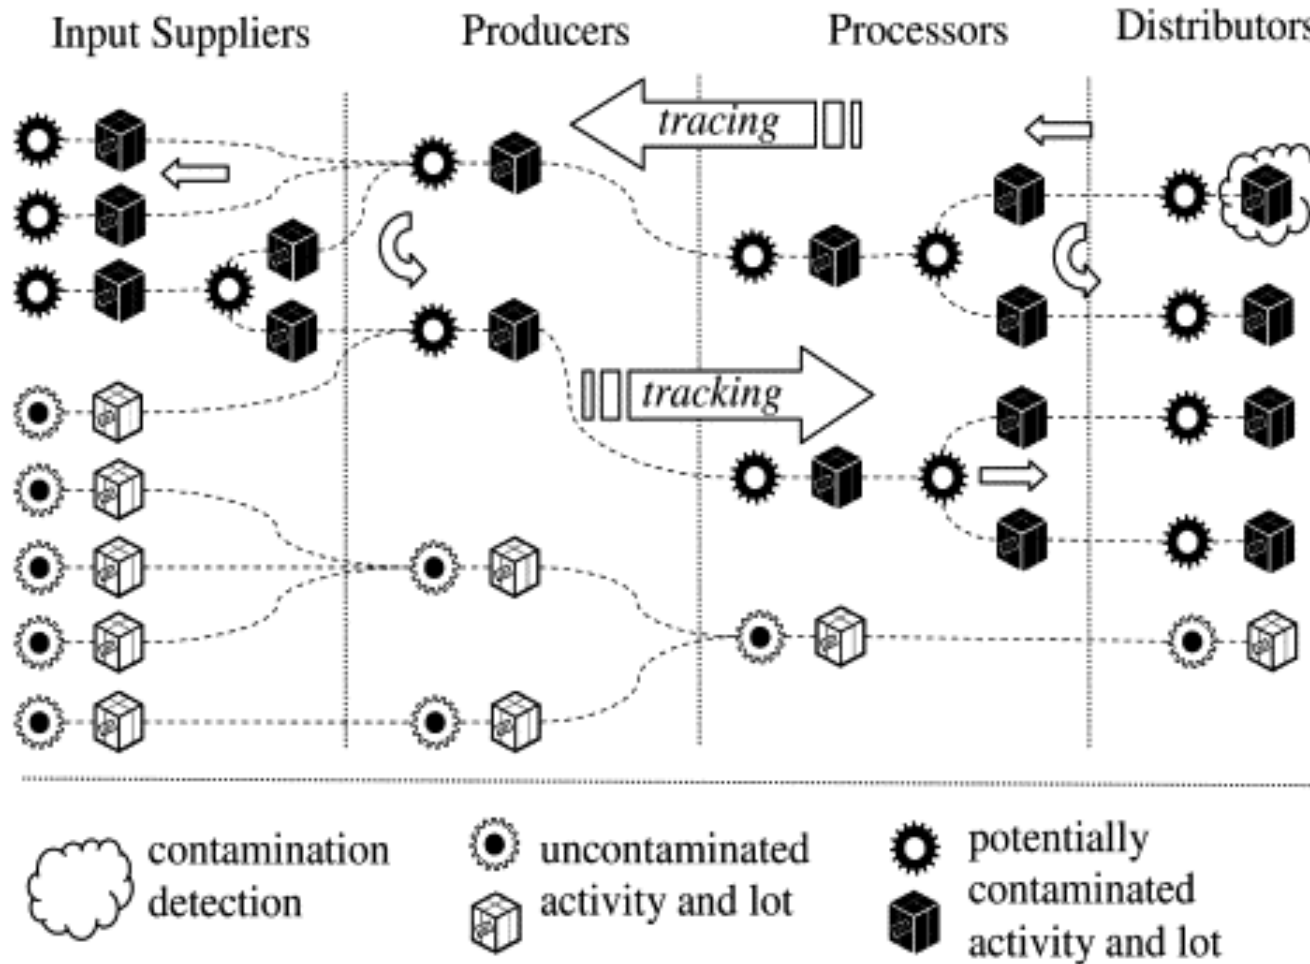 Input Suppliers
Producers
Processors
Distributors
tracing
tracking
contamination
detection
uncontaminated
activity and lot
potentially
contaminated
activity and lot